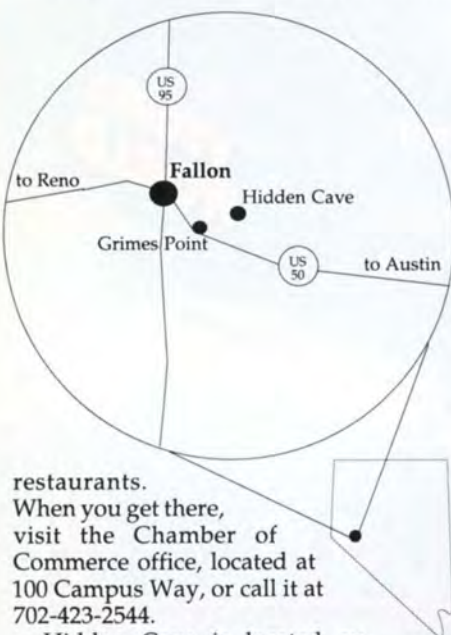 US
95
Fallon
to Reno
Hidden Cave
Grimes Point
US
50
to Austin
restaurants.
When you get there,
visit the Chamber of
Commerce office, located at
100 Campus Way, or call it at
702-423-2544.